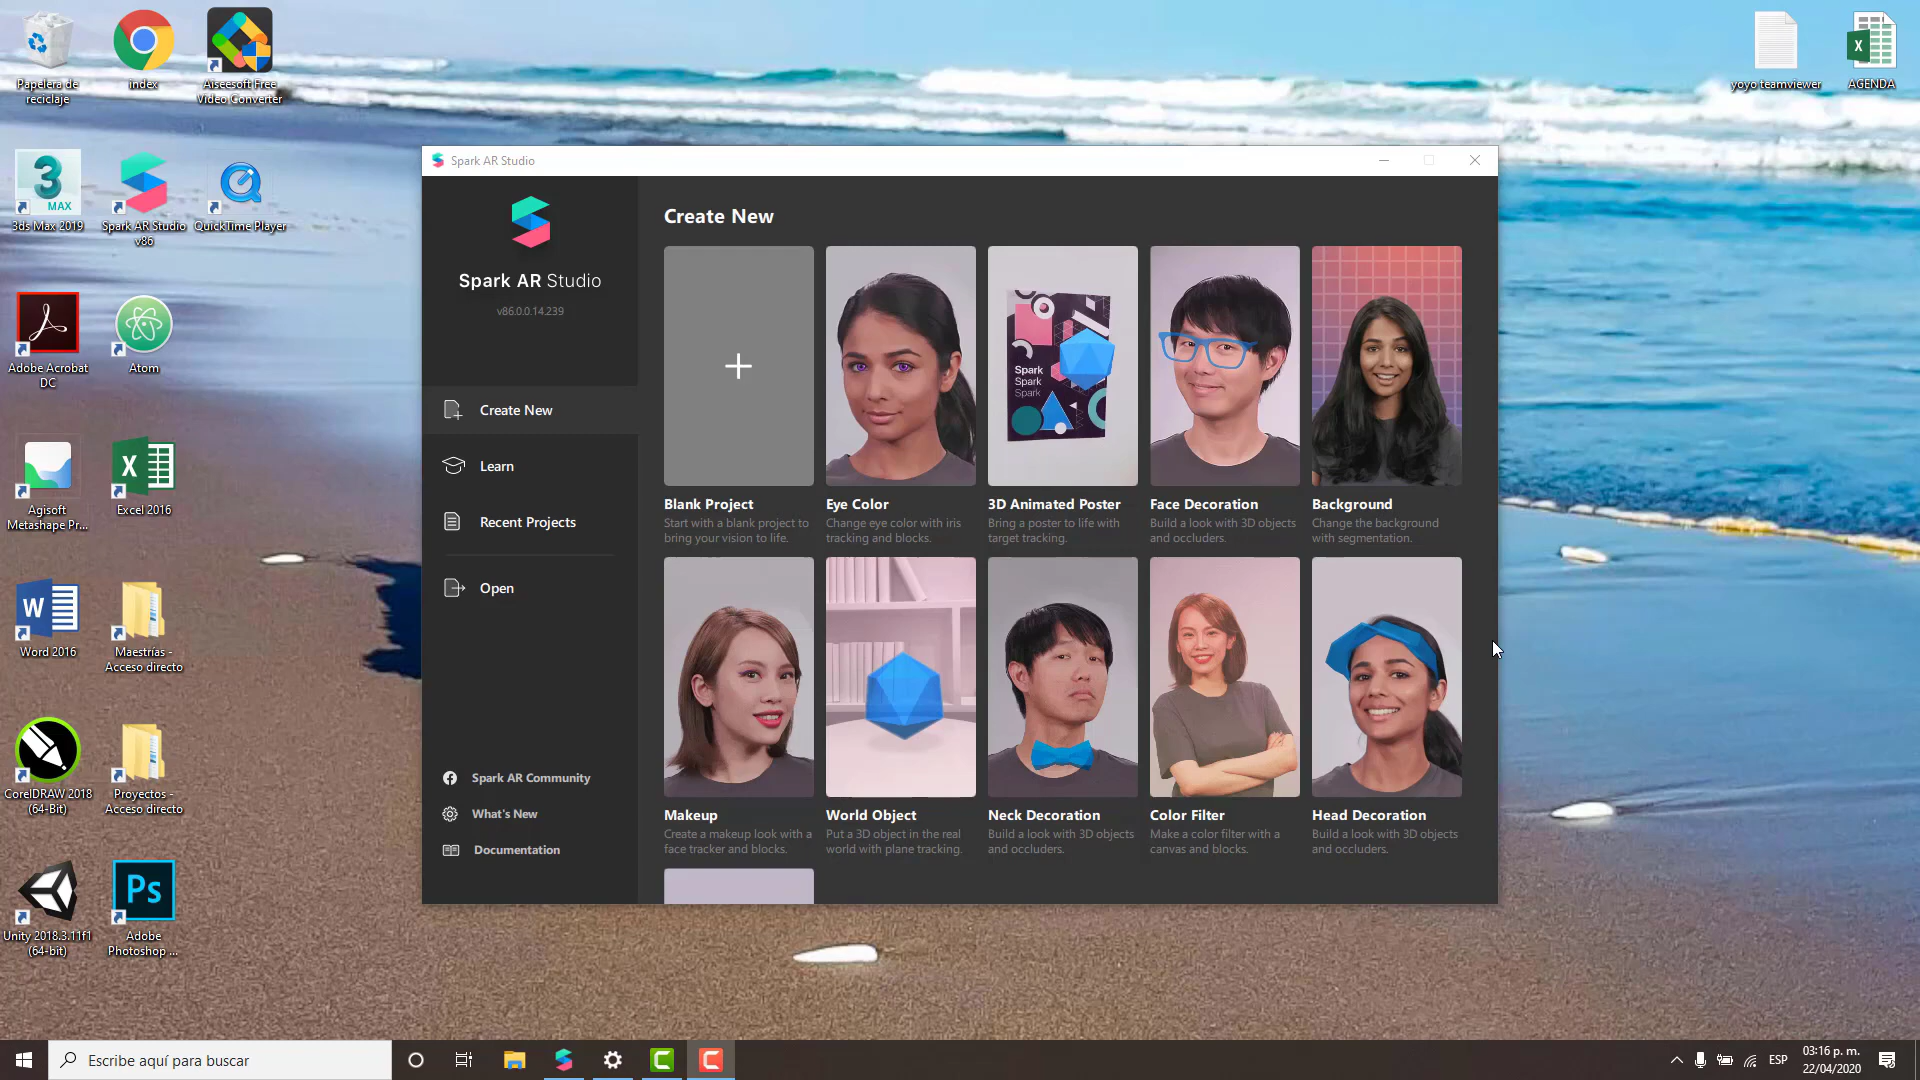 Papelera de
reciclaje
index
Aiseesoft Free
Video Converter
yoyo teamviewer
AGENDA
3ds Max 2019
Spark AR Studio
v86
QuickTime Player
Adobe Acrobat
DC
Atom
Agisoft
Metashape Pr...
Excel 2016
Word 2016
Maestrías -
Acceso directo
CorelDRAW 2018
(64-Bit)
Proyectos -
Acceso directo
Unity 2018.3.11f1
(64-bit)
Adobe
Photoshop ...
Spark AR Studio
Spark AR Studio
v86.0.0.14.239
Create New
Learn
Recent Projects
Open
Spark AR Community
What's New
Documentation
Create New
Blank Project
Start with a blank project to
bring your vision to life.
Eye Color
Change eye color with iris
tracking and blocks.
Spark
Spark
Spark
3D Animated Poster
Bring a poster to life with
target tracking.
Face Decoration
Build a look with 3D objects
and occluders.
Background
Change the background
with segmentation.
Makeup
Create a makeup look with a
face tracker and blocks.
World Object
Put a 3D object in the real
world with plane tracking.
Neck Decoration
Build a look with 3D objects
and occluders.
Color Filter
Make a color filter with a
canvas and blocks.
Head Decoration
Build a look with 3D objects
and occluders.
3
MAX
X
X
W
Ps
Escribe aquí para buscar
ESP
03:16 p. m.
22/04/2020